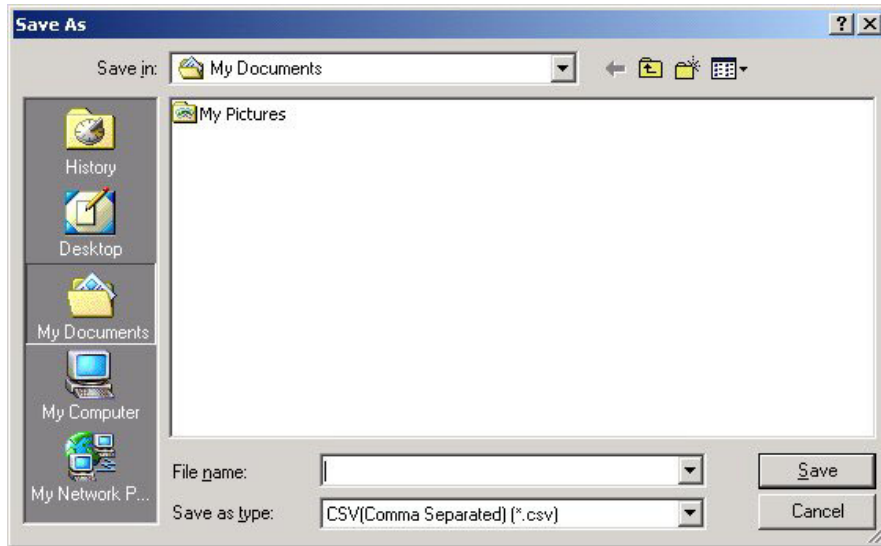 Save As
Save in: My Documents
My Pictures
History
Desktop
My Documents
My Computer
My Network P...
File name:
Save
Save as type: CSV(Comma Separated) (*.csv)
Cancel